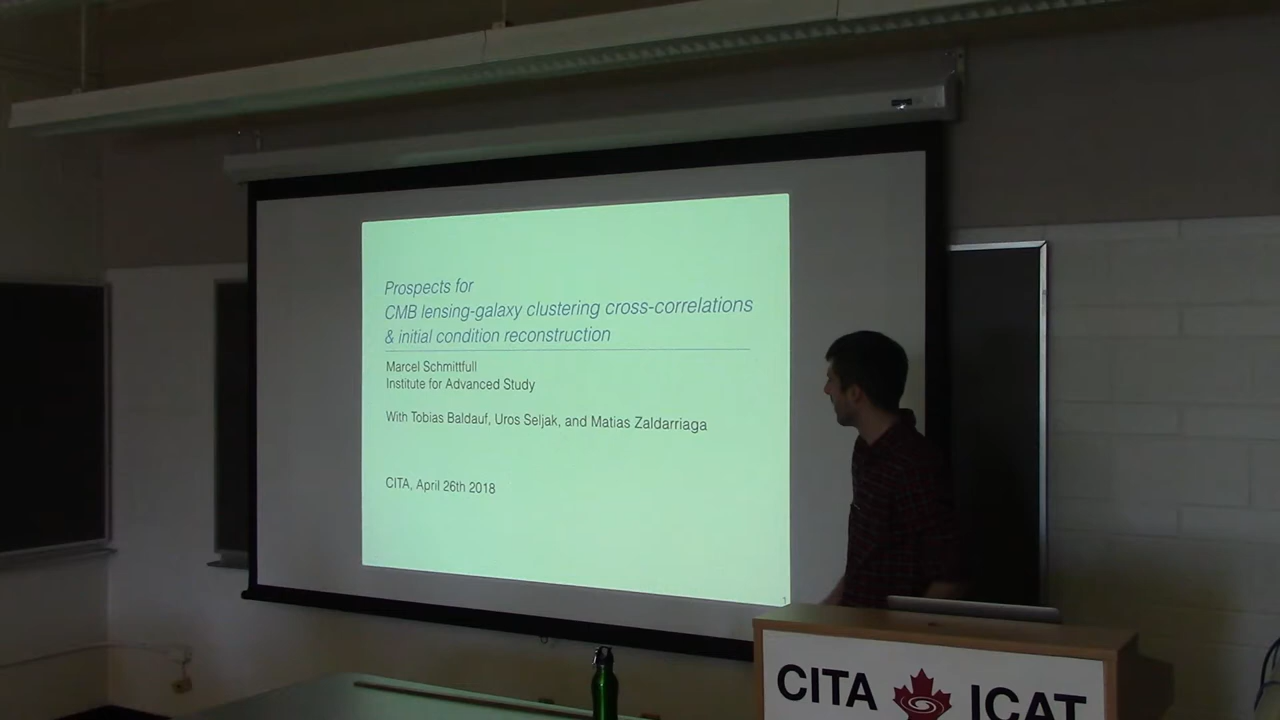 Prospects for
CMB lensing-galaxy clustering cross-correlations
& initial condition reconstruction
Marcel Schmittfull
Institute for Advanced Study
With Tobias Baldauf, Uros Seljak, and Matias Zaldarriaga
CITA, April 26th 2018
1
CITA ICAT